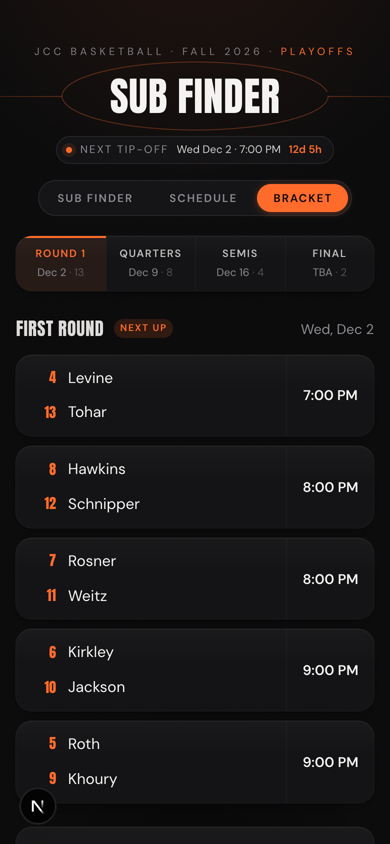 JCC BASKETBALL · FALL 2026 · PLAYOFFS
SUB FINDER
NEXT TIP-OFF Wed Dec 2 · 7:00 PM 12d 5h
SUB FINDER SCHEDULE BRACKET
ROUND 1 QUARTERS SEMIS FINAL
Dec 2 · 13 Dec 9 · 8 Dec 16 · 4 TBA · 2
FIRST ROUND NEXT UP Wed, Dec 2
4 Levine
7:00 PM
13 Tohar
8 Hawkins
8:00 PM
12 Schnipper
7 Rosner
8:00 PM
11 Weitz
6 Kirkley
9:00 PM
10 Jackson
5 Roth
9:00 PM
9 Khoury
N